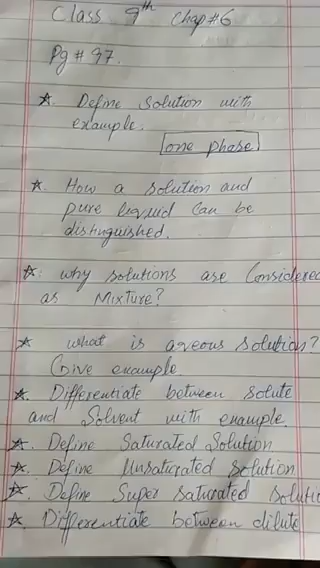 Class 9th Chap#6
Pg # 97.
☆. Define solution with
example.
one phase
☆. How a solution and
pure liquid can be
distinguished.
☆. why solutions are Considered
as Mixture?
☆ what is aqeous solution?
Give example
☆. Differentiate between solute
and Solvent with example.
☆. Define Saturated Solution
☆. Define Unsaturated Solution
☆. Define Super saturated solutio
☆. Differentiate between dilute